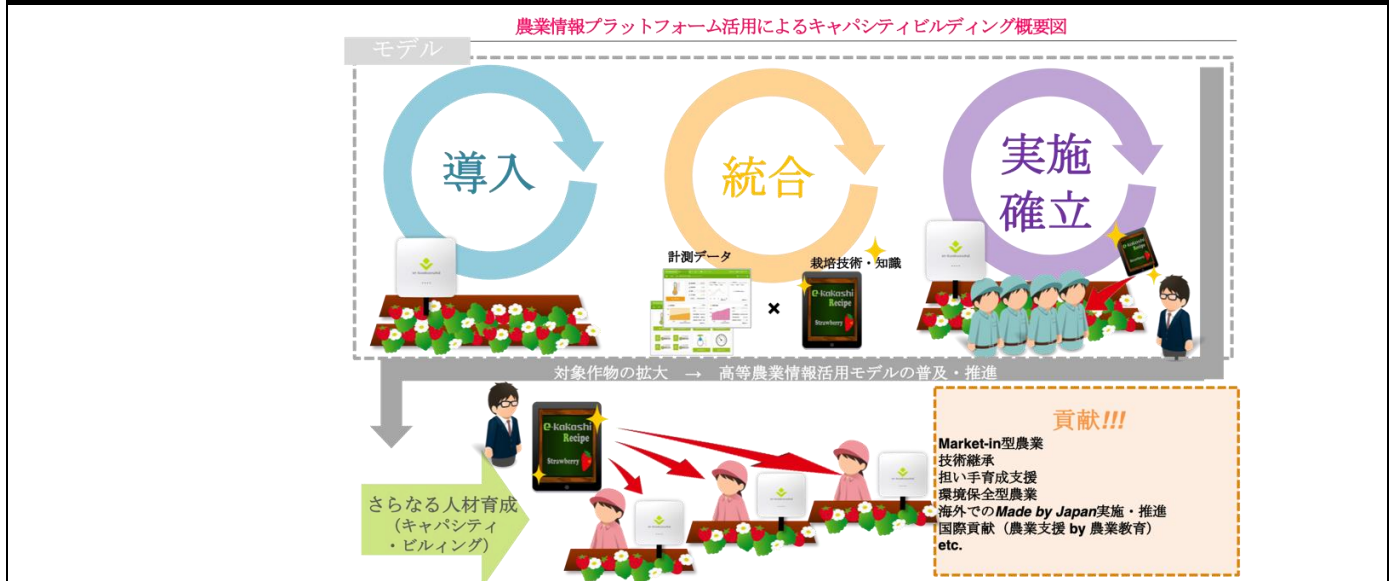 農業情報プラットフォーム活用によるキャパシティビルディング概要図
モデル
導入
統合
実施
確立
計測データ
×
栽培技術・知識
e-kakashi
Recipe
Strawberry
対象作物の拡大 → 高等農業情報活用モデルの普及・推進
e-kakashi
Recipe
Strawberry
さらなる人材育成
（キャパシティ
・ビルィング）
貢献!!!
Market-in型農業
技術継承
担い手育成支援
環境保全型農業
海外でのMade by Japan実施・推進
国際貢献（農業支援 by 農業教育）
etc.